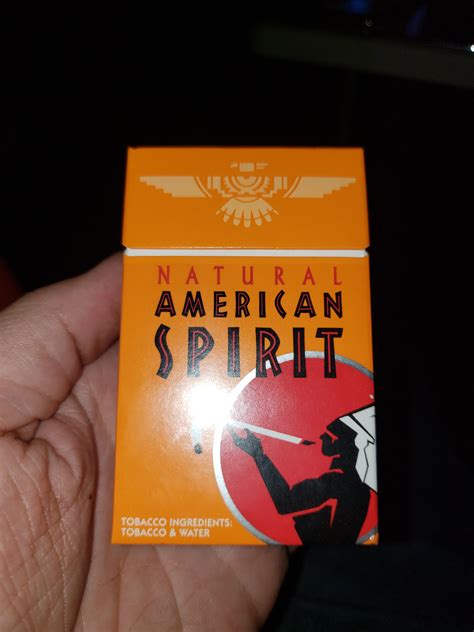 NATURAL
AMERICAN
SPIRIT
TOBACCO INGREDIENTS:
TOBACCO & WATER